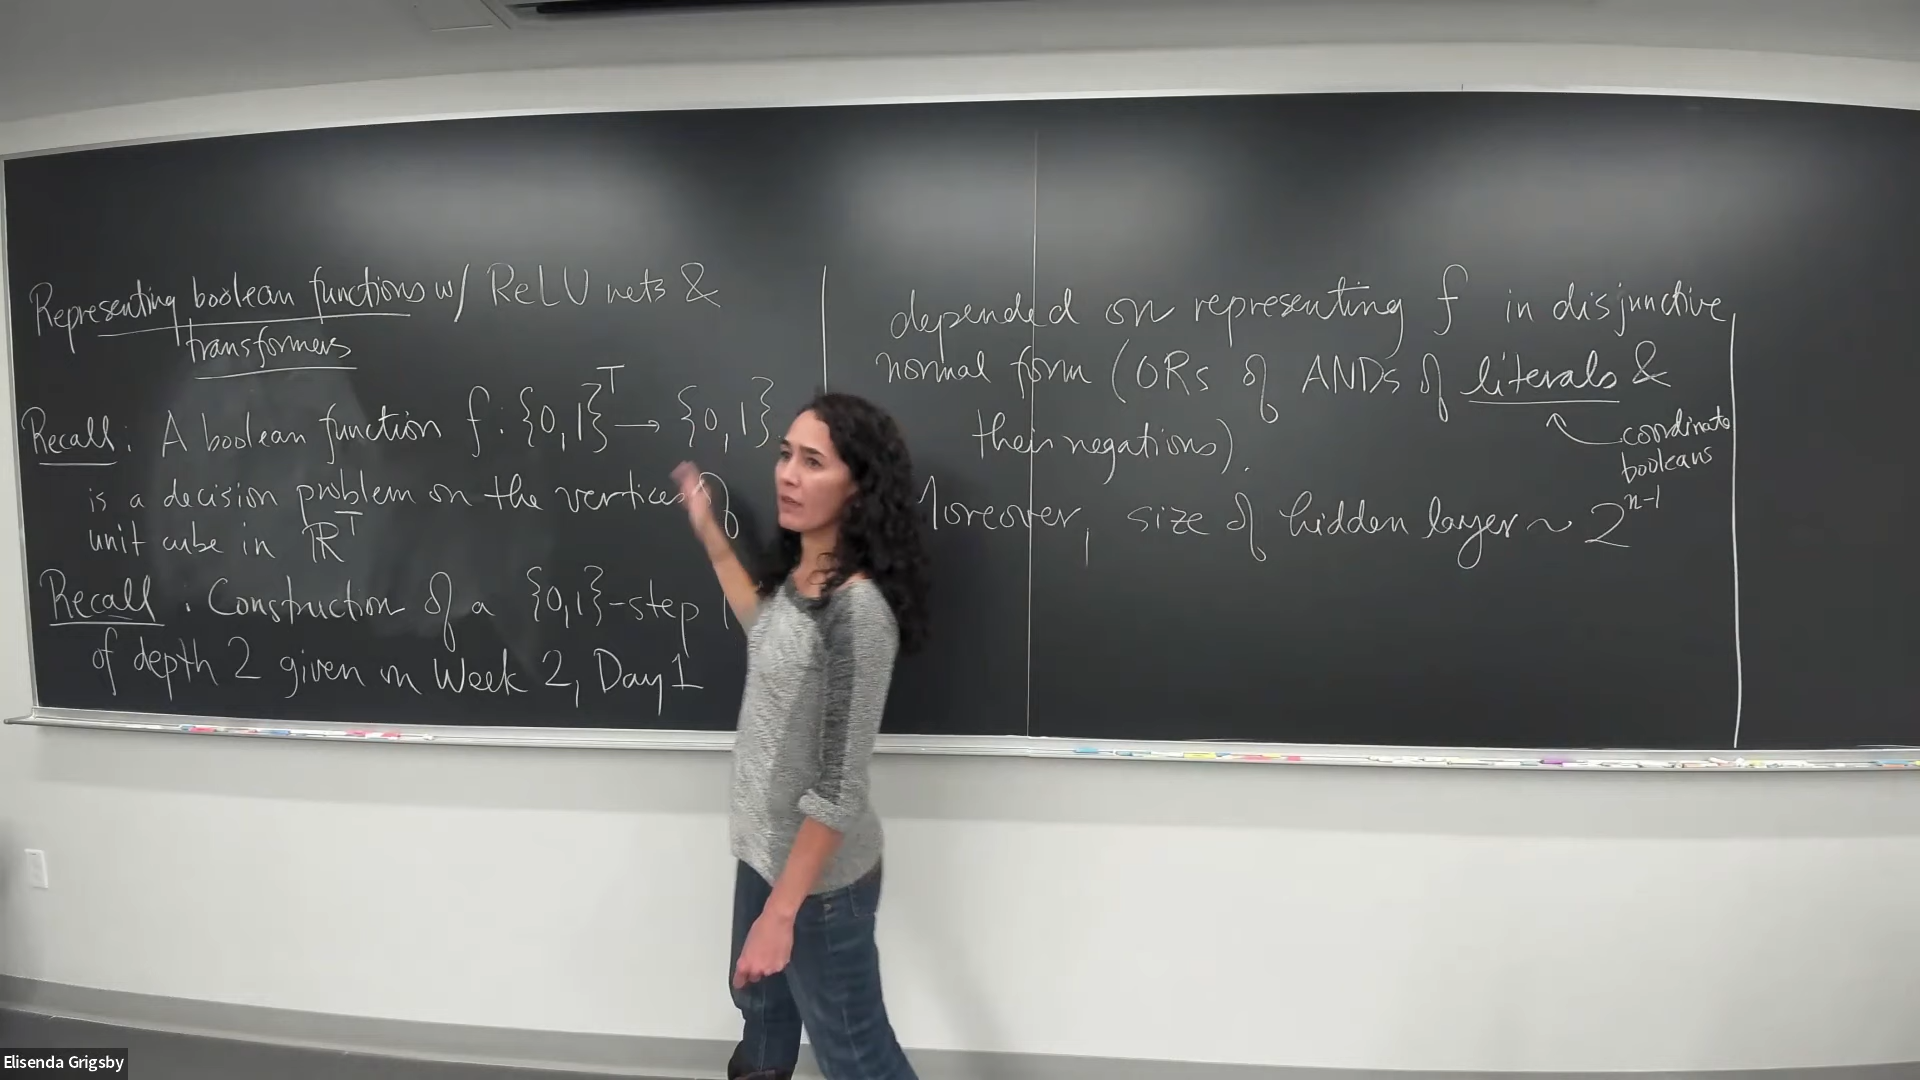 Representing boolean functions w/ ReLU nets &
transformers
Recall: A boolean function f: {0,1}^T → {0,1}
is a decision problem on the vertices of
unit cube in ℝ^T
Recall: Construction of a {0,1}-step
of depth 2 given in Week 2, Day 1
depended on representing f in disjunctive
normal form (ORs of ANDs of literals &
their negations).
coordinate
booleans
Moreover, size of hidden layer ~ 2^{n-1}
Elisenda Grigsby